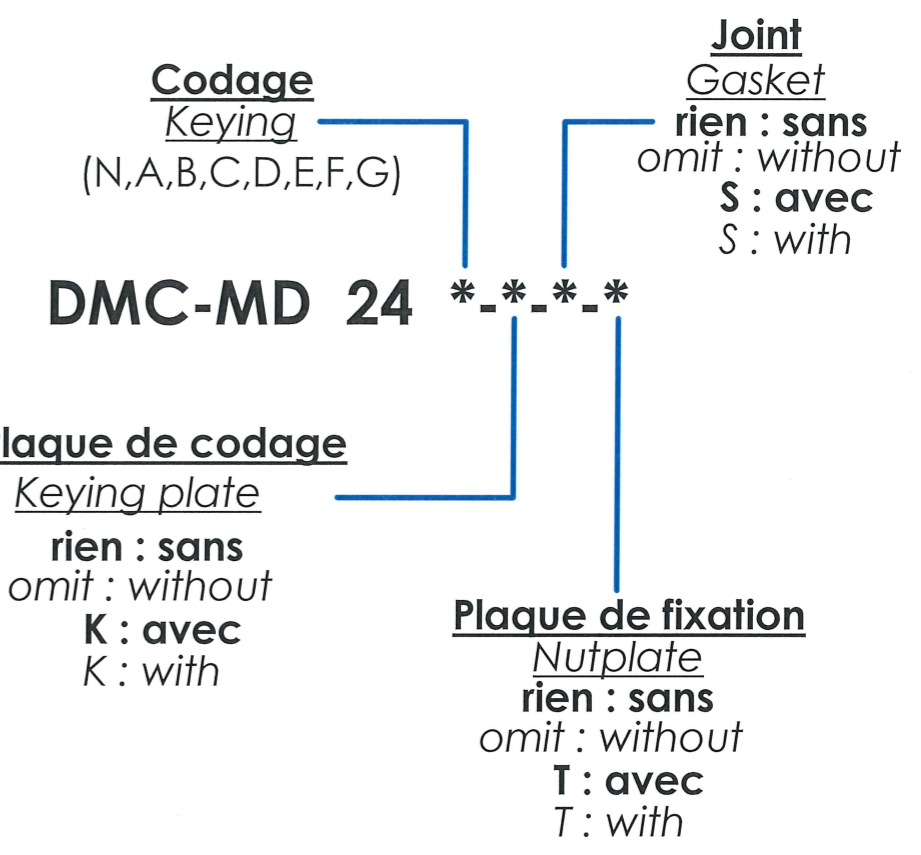 Codage
Keying
(N,A,B,C,D,E,F,G)
Joint
Gasket
rien : sans
omit : without
S : avec
S : with
DMC-MD 24 *-*-*-*
laque de codage
Keying plate
rien : sans
omit : without
K : avec
K : with
Plaque de fixation
Nutplate
rien : sans
omit : without
T : avec
T : with